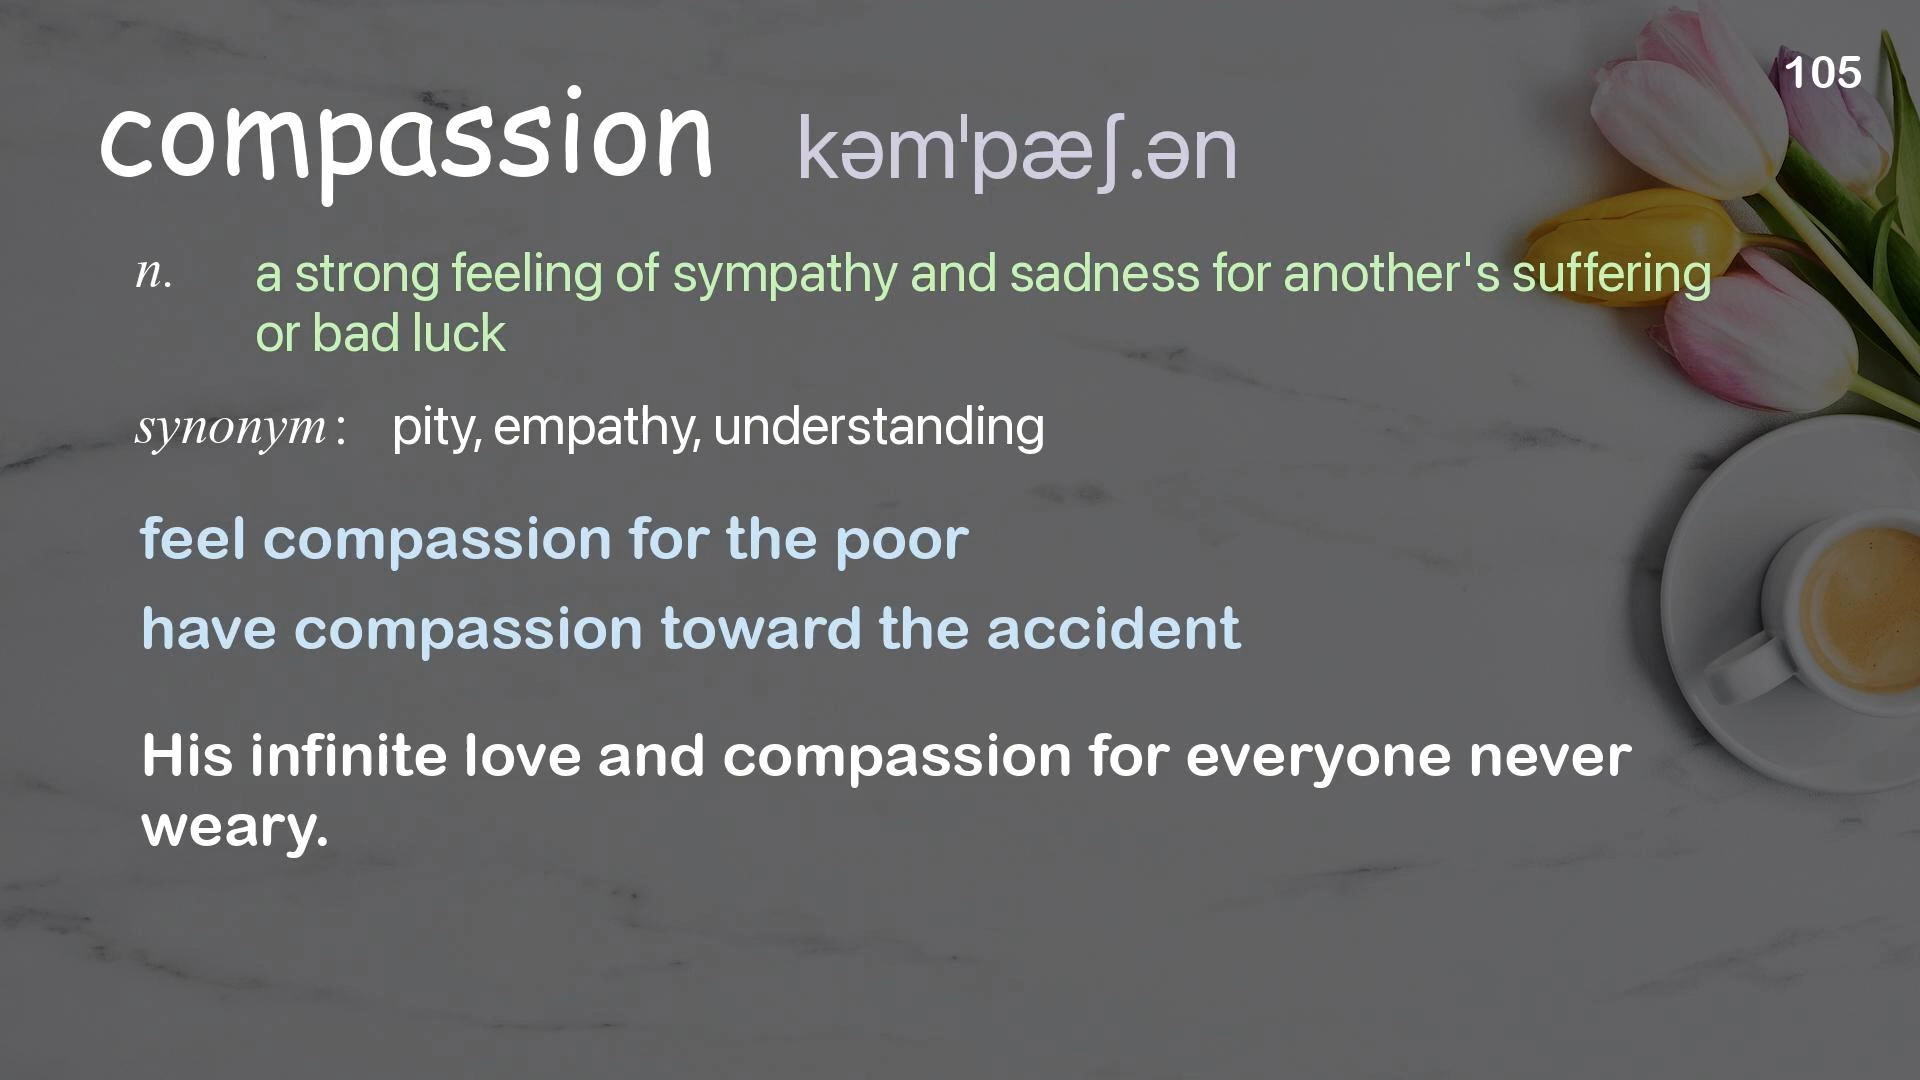 105
compassion kəmˈpæʃ.ən
n. a strong feeling of sympathy and sadness for another's suffering
or bad luck
synonym : pity, empathy, understanding
feel compassion for the poor
have compassion toward the accident
His infinite love and compassion for everyone never
weary.